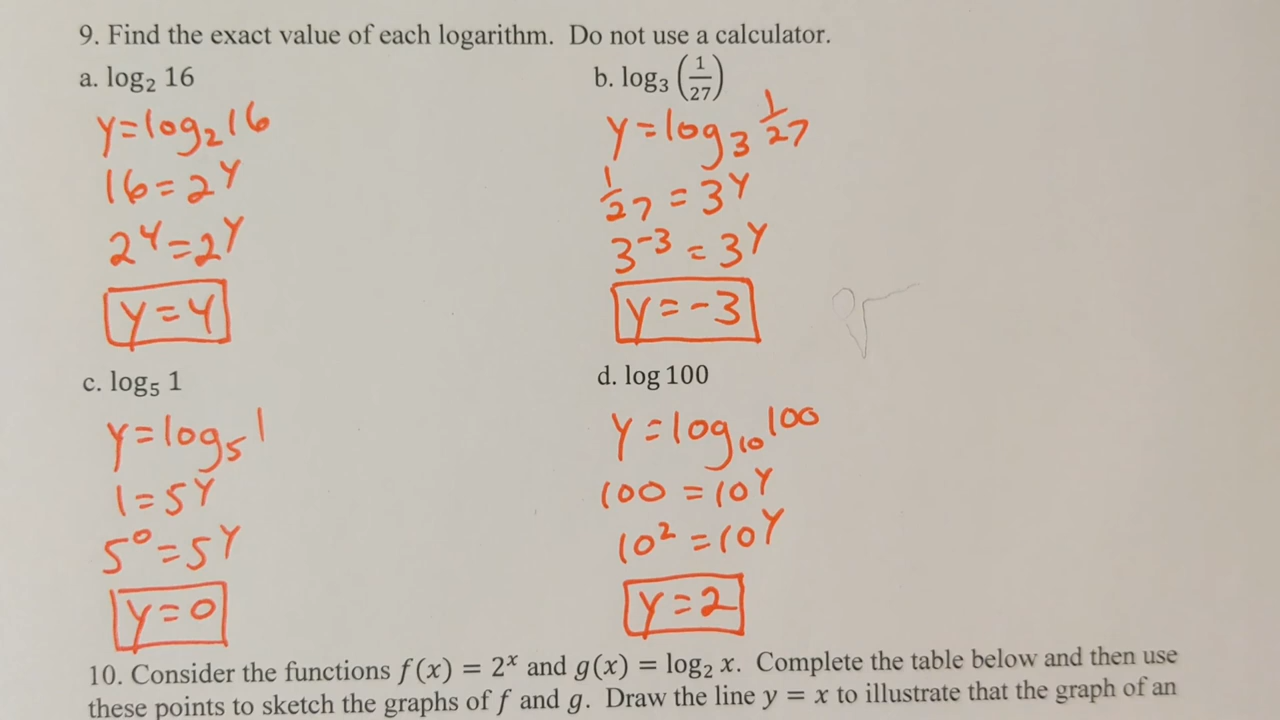 9. Find the exact value of each logarithm. Do not use a calculator.
a. log₂ 16
y=log₂16
16=2ʸ
2⁴=2ʸ
y=4
b. log₃ (1/27)
y=log₃ 1/27
1/27 = 3ʸ
3⁻³ = 3ʸ
y=-3
c. log₅ 1
y=log₅1
1=5ʸ
5⁰=5ʸ
y=0
d. log 100
y=log₁₀100
100=10ʸ
10²=10ʸ
y=2
10. Consider the functions f(x) = 2ˣ and g(x) = log₂ x. Complete the table below and then use
these points to sketch the graphs of f and g. Draw the line y = x to illustrate that the graph of an